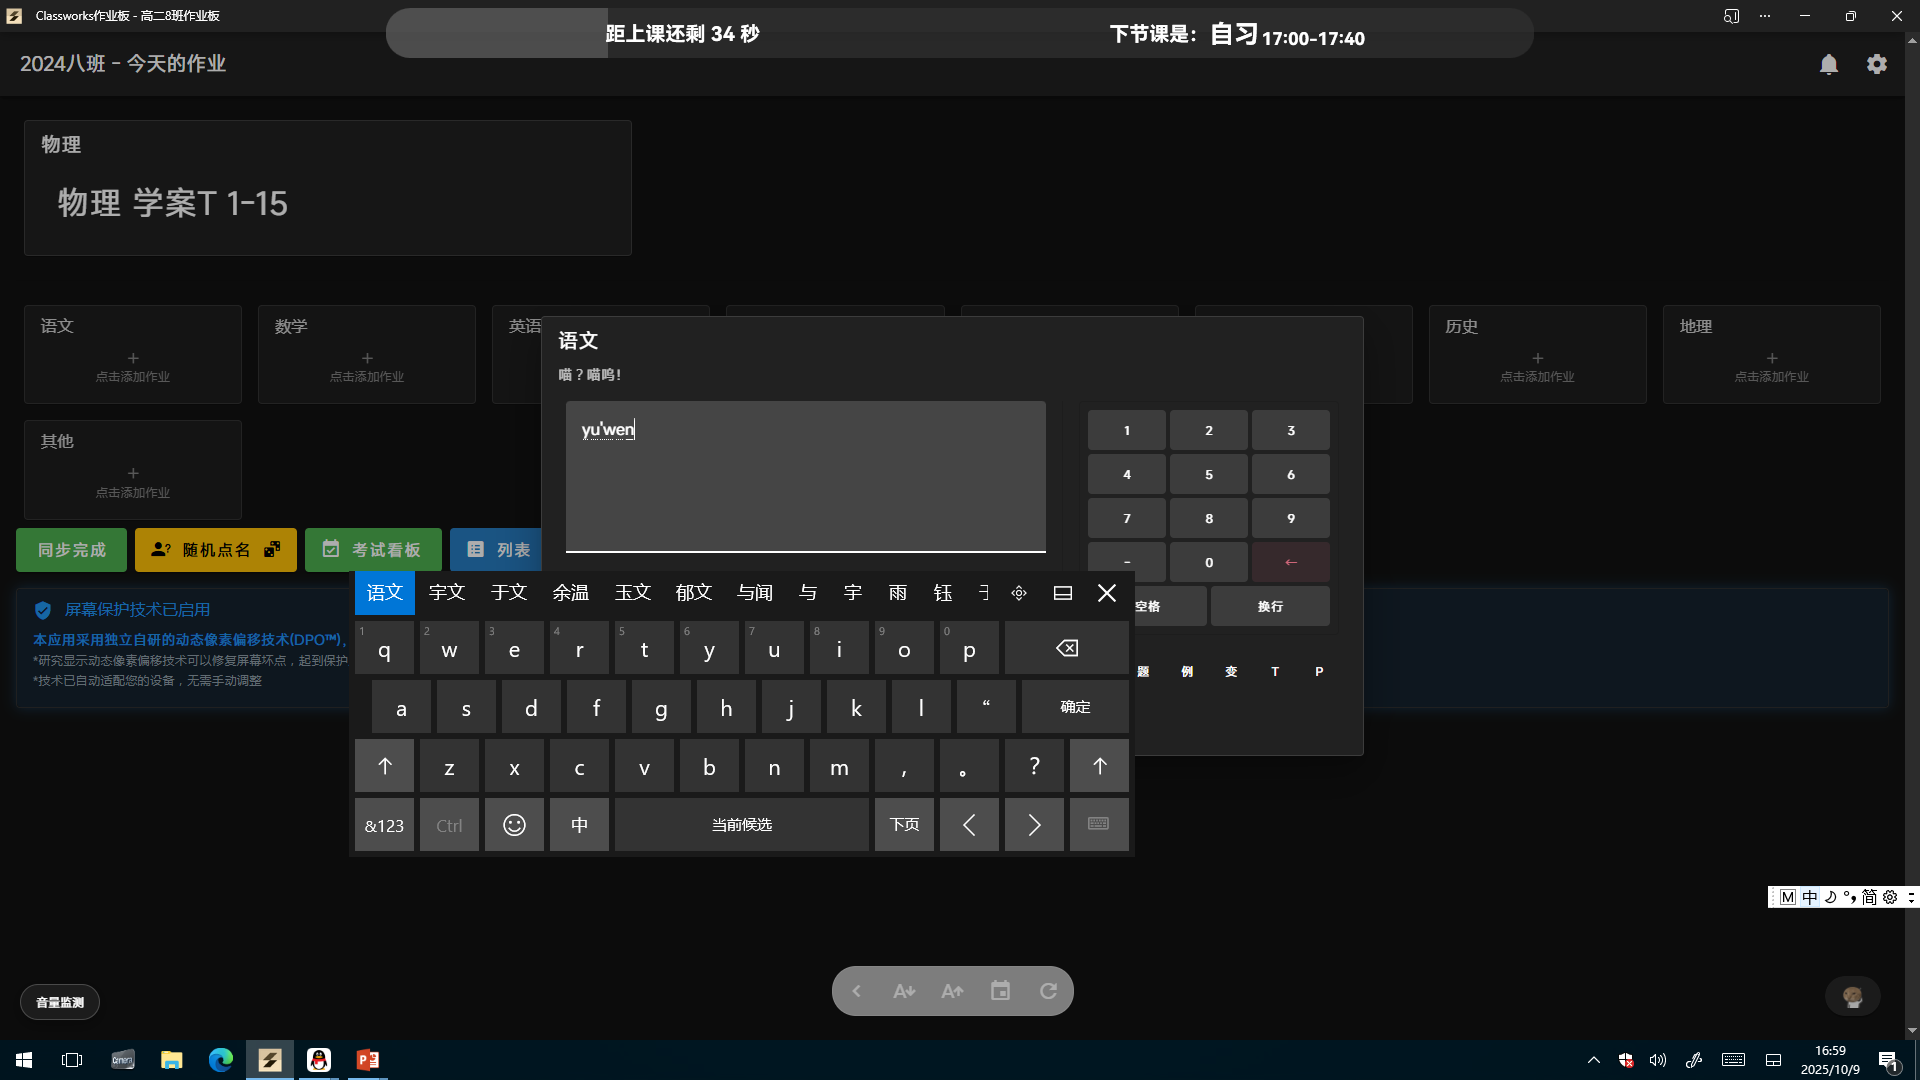 Classworks作业板 - 高二8班作业板
距上课还剩 34 秒
下节课是：自习 17:00-17:40
2024八班 - 今天的作业
物理
物理 学案T 1-15
语文
点击添加作业
数学
点击添加作业
英语
历史
点击添加作业
地理
点击添加作业
其他
点击添加作业
语文
喵？喵呜！
yu'wen
1 2 3
4 5 6
7 8 9
- 0 ←
空格 换行
题 例 变 T P
同步完成
随机点名
考试看板
列表
屏幕保护技术已启用
本应用采用独立自研的动态像素偏移技术(DPO™)，
*研究显示动态像素偏移技术可以修复屏幕坏点，起到保护
*技术已自动适配您的设备，无需手动调整
语文 宇文 于文 余温 玉文 郁文 与闻 与 宇 雨 钰
1 q 2 w 3 e 4 r 5 t 6 y 7 u 8 i 9 o 0 p
a s d f g h j k l “ 确定
↑ z x c v b n m ， 。 ? ↑
&123 Ctrl 中 当前候选 下页 < >
M 中 简
音量监测
A A
16:59
2025/10/9
1